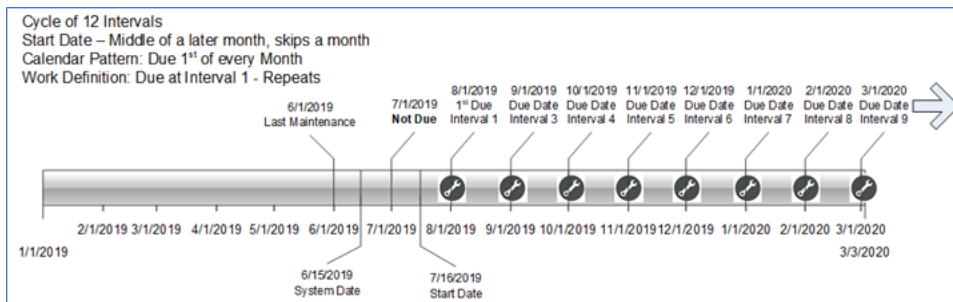 Cycle of 12 Intervals
Start Date – Middle of a later month, skips a month
Calendar Pattern: Due 1st of every Month
Work Definition: Due at Interval 1 - Repeats
6/1/2019
Last Maintenance
7/1/2019
Not Due
8/1/2019
1st Due
Interval 1
9/1/2019
Due Date
Interval 3
10/1/2019
Due Date
Interval 4
11/1/2019
Due Date
Interval 5
12/1/2019
Due Date
Interval 6
1/1/2020
Due Date
Interval 7
2/1/2020
Due Date
Interval 8
3/1/2020
Due Date
Interval 9
1/1/2019
2/1/2019
3/1/2019
4/1/2019
5/1/2019
6/1/2019
7/1/2019
8/1/2019
9/1/2019
10/1/2019
11/1/2019
12/1/2019
1/1/2020
2/1/2020
3/1/2020
3/3/2020
6/15/2019
System Date
7/16/2019
Start Date